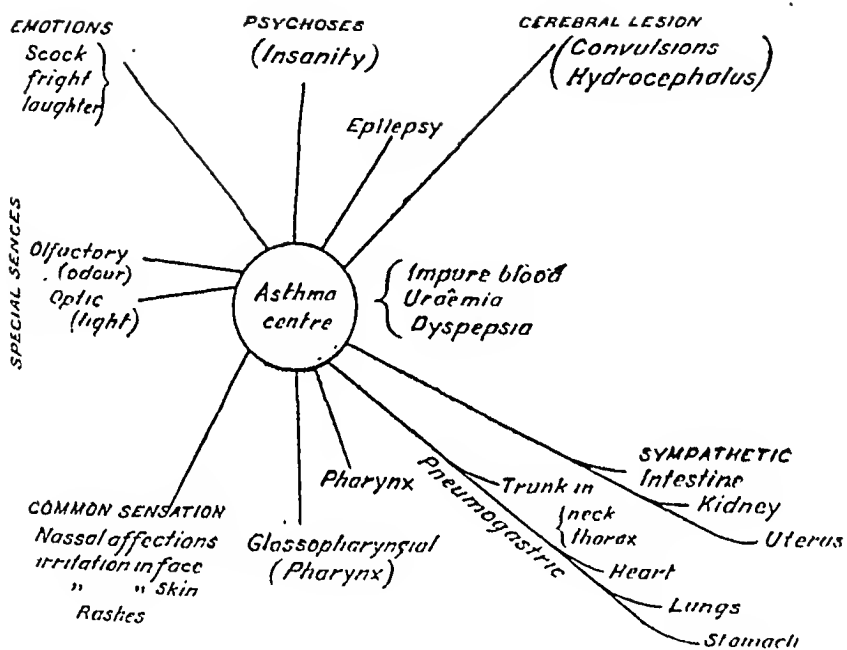 EMOTIONS
Scock
fright
laughter
PSYCHOSES
(Insanity)
CEREBRAL LESION
(Convulsions
Hydrocephalus)
Epilepsy
SPECIAL SENCES
Olfactory
(odour)
Optic
(light)
Asthma
centre
Impure blood
Uraemia
Dyspepsia
COMMON SENSATION
Nassal affections
irritation in face
" " Skin
Rashes
Glossopharyngial
(Pharynx)
Pharynx
Pneumogastric
Trunk in
neck
thorax
Heart
Lungs
Stomach
SYMPATHETIC
Intestine
Kidney
Uterus